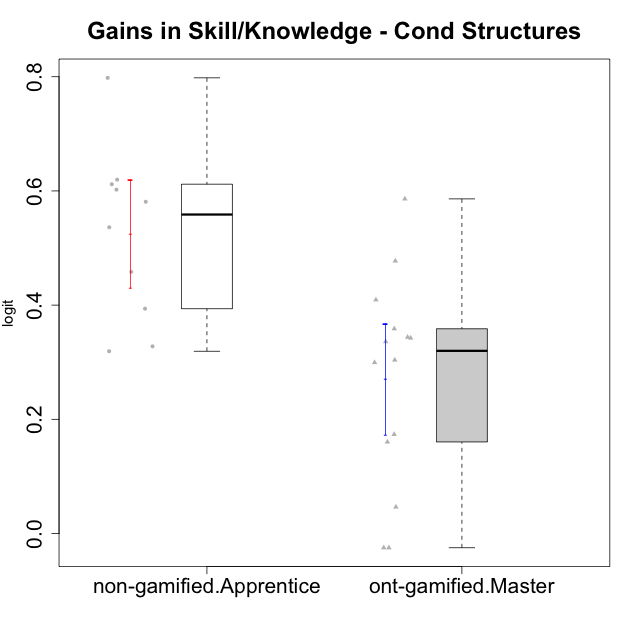 Gains in Skill/Knowledge - Cond Structures
logit
0.8
0.6
0.4
0.2
0.0
non-gamified.Apprentice
ont-gamified.Master